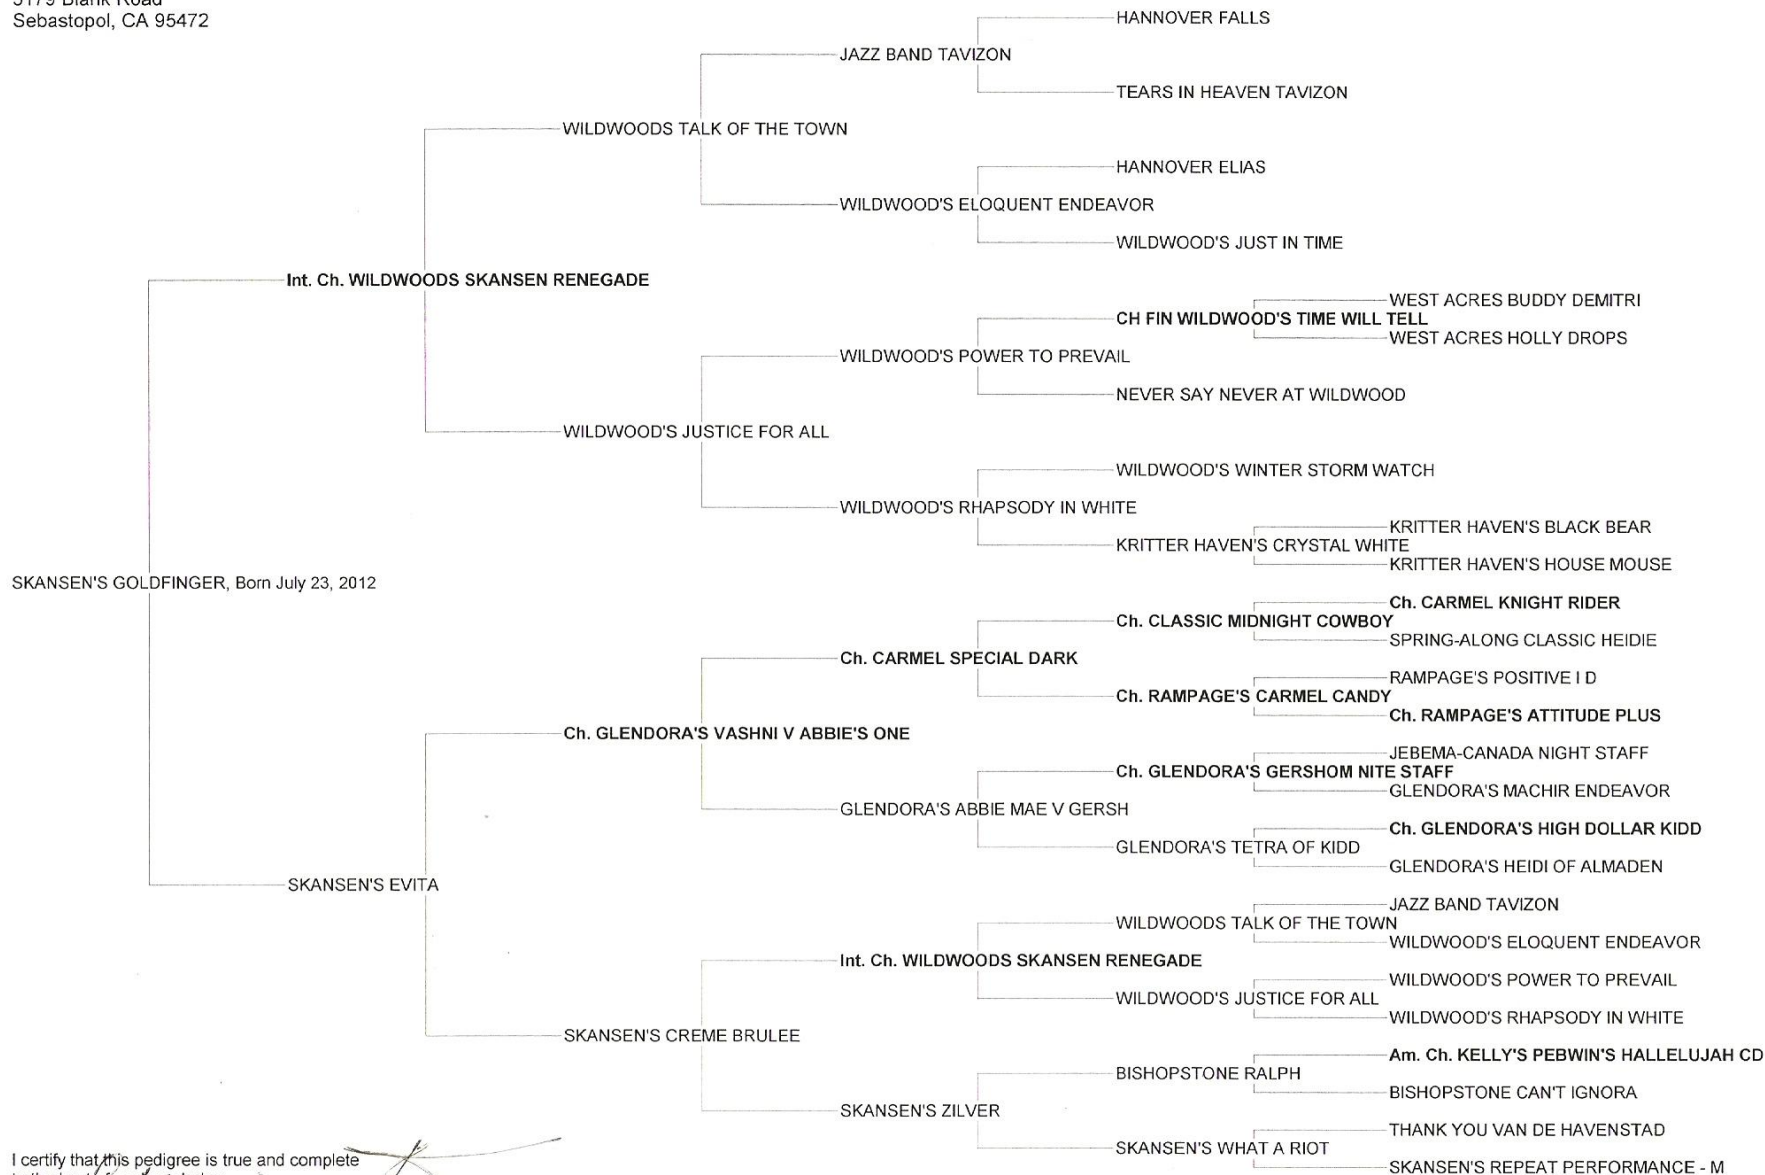 5179 Blank Road
Sebastopol, CA 95472
HANNOVER FALLS
JAZZ BAND TAVIZON
TEARS IN HEAVEN TAVIZON
WILDWOODS TALK OF THE TOWN
HANNOVER ELIAS
WILDWOOD'S ELOQUENT ENDEAVOR
WILDWOOD'S JUST IN TIME
Int. Ch. WILDWOODS SKANSEN RENEGADE
WEST ACRES BUDDY DEMITRI
CH FIN WILDWOOD'S TIME WILL TELL
WEST ACRES HOLLY DROPS
WILDWOOD'S POWER TO PREVAIL
NEVER SAY NEVER AT WILDWOOD
WILDWOOD'S JUSTICE FOR ALL
WILDWOOD'S WINTER STORM WATCH
WILDWOOD'S RHAPSODY IN WHITE
KRITTER HAVEN'S BLACK BEAR
KRITTER HAVEN'S CRYSTAL WHITE
KRITTER HAVEN'S HOUSE MOUSE
SKANSEN'S GOLDFINGER, Born July 23, 2012
Ch. CARMEL KNIGHT RIDER
Ch. CLASSIC MIDNIGHT COWBOY
SPRING-ALONG CLASSIC HEIDIE
Ch. CARMEL SPECIAL DARK
RAMPAGE'S POSITIVE I D
Ch. RAMPAGE'S CARMEL CANDY
Ch. RAMPAGE'S ATTITUDE PLUS
Ch. GLENDORA'S VASHNI V ABBIE'S ONE
JEBEMA-CANADA NIGHT STAFF
Ch. GLENDORA'S GERSHOM NITE STAFF
GLENDORA'S MACHIR ENDEAVOR
GLENDORA'S ABBIE MAE V GERSH
Ch. GLENDORA'S HIGH DOLLAR KIDD
GLENDORA'S TETRA OF KIDD
GLENDORA'S HEIDI OF ALMADEN
SKANSEN'S EVITA
JAZZ BAND TAVIZON
WILDWOODS TALK OF THE TOWN
WILDWOOD'S ELOQUENT ENDEAVOR
Int. Ch. WILDWOODS SKANSEN RENEGADE
WILDWOOD'S POWER TO PREVAIL
WILDWOOD'S JUSTICE FOR ALL
WILDWOOD'S RHAPSODY IN WHITE
SKANSEN'S CREME BRULEE
Am. Ch. KELLY'S PEBWIN'S HALLELUJAH CD
BISHOPSTONE RALPH
BISHOPSTONE CAN'T IGNORA
SKANSEN'S ZILVER
THANK YOU VAN DE HAVENSTAD
SKANSEN'S WHAT A RIOT
SKANSEN'S REPEAT PERFORMANCE - M
I certify that this pedigree is true and complete